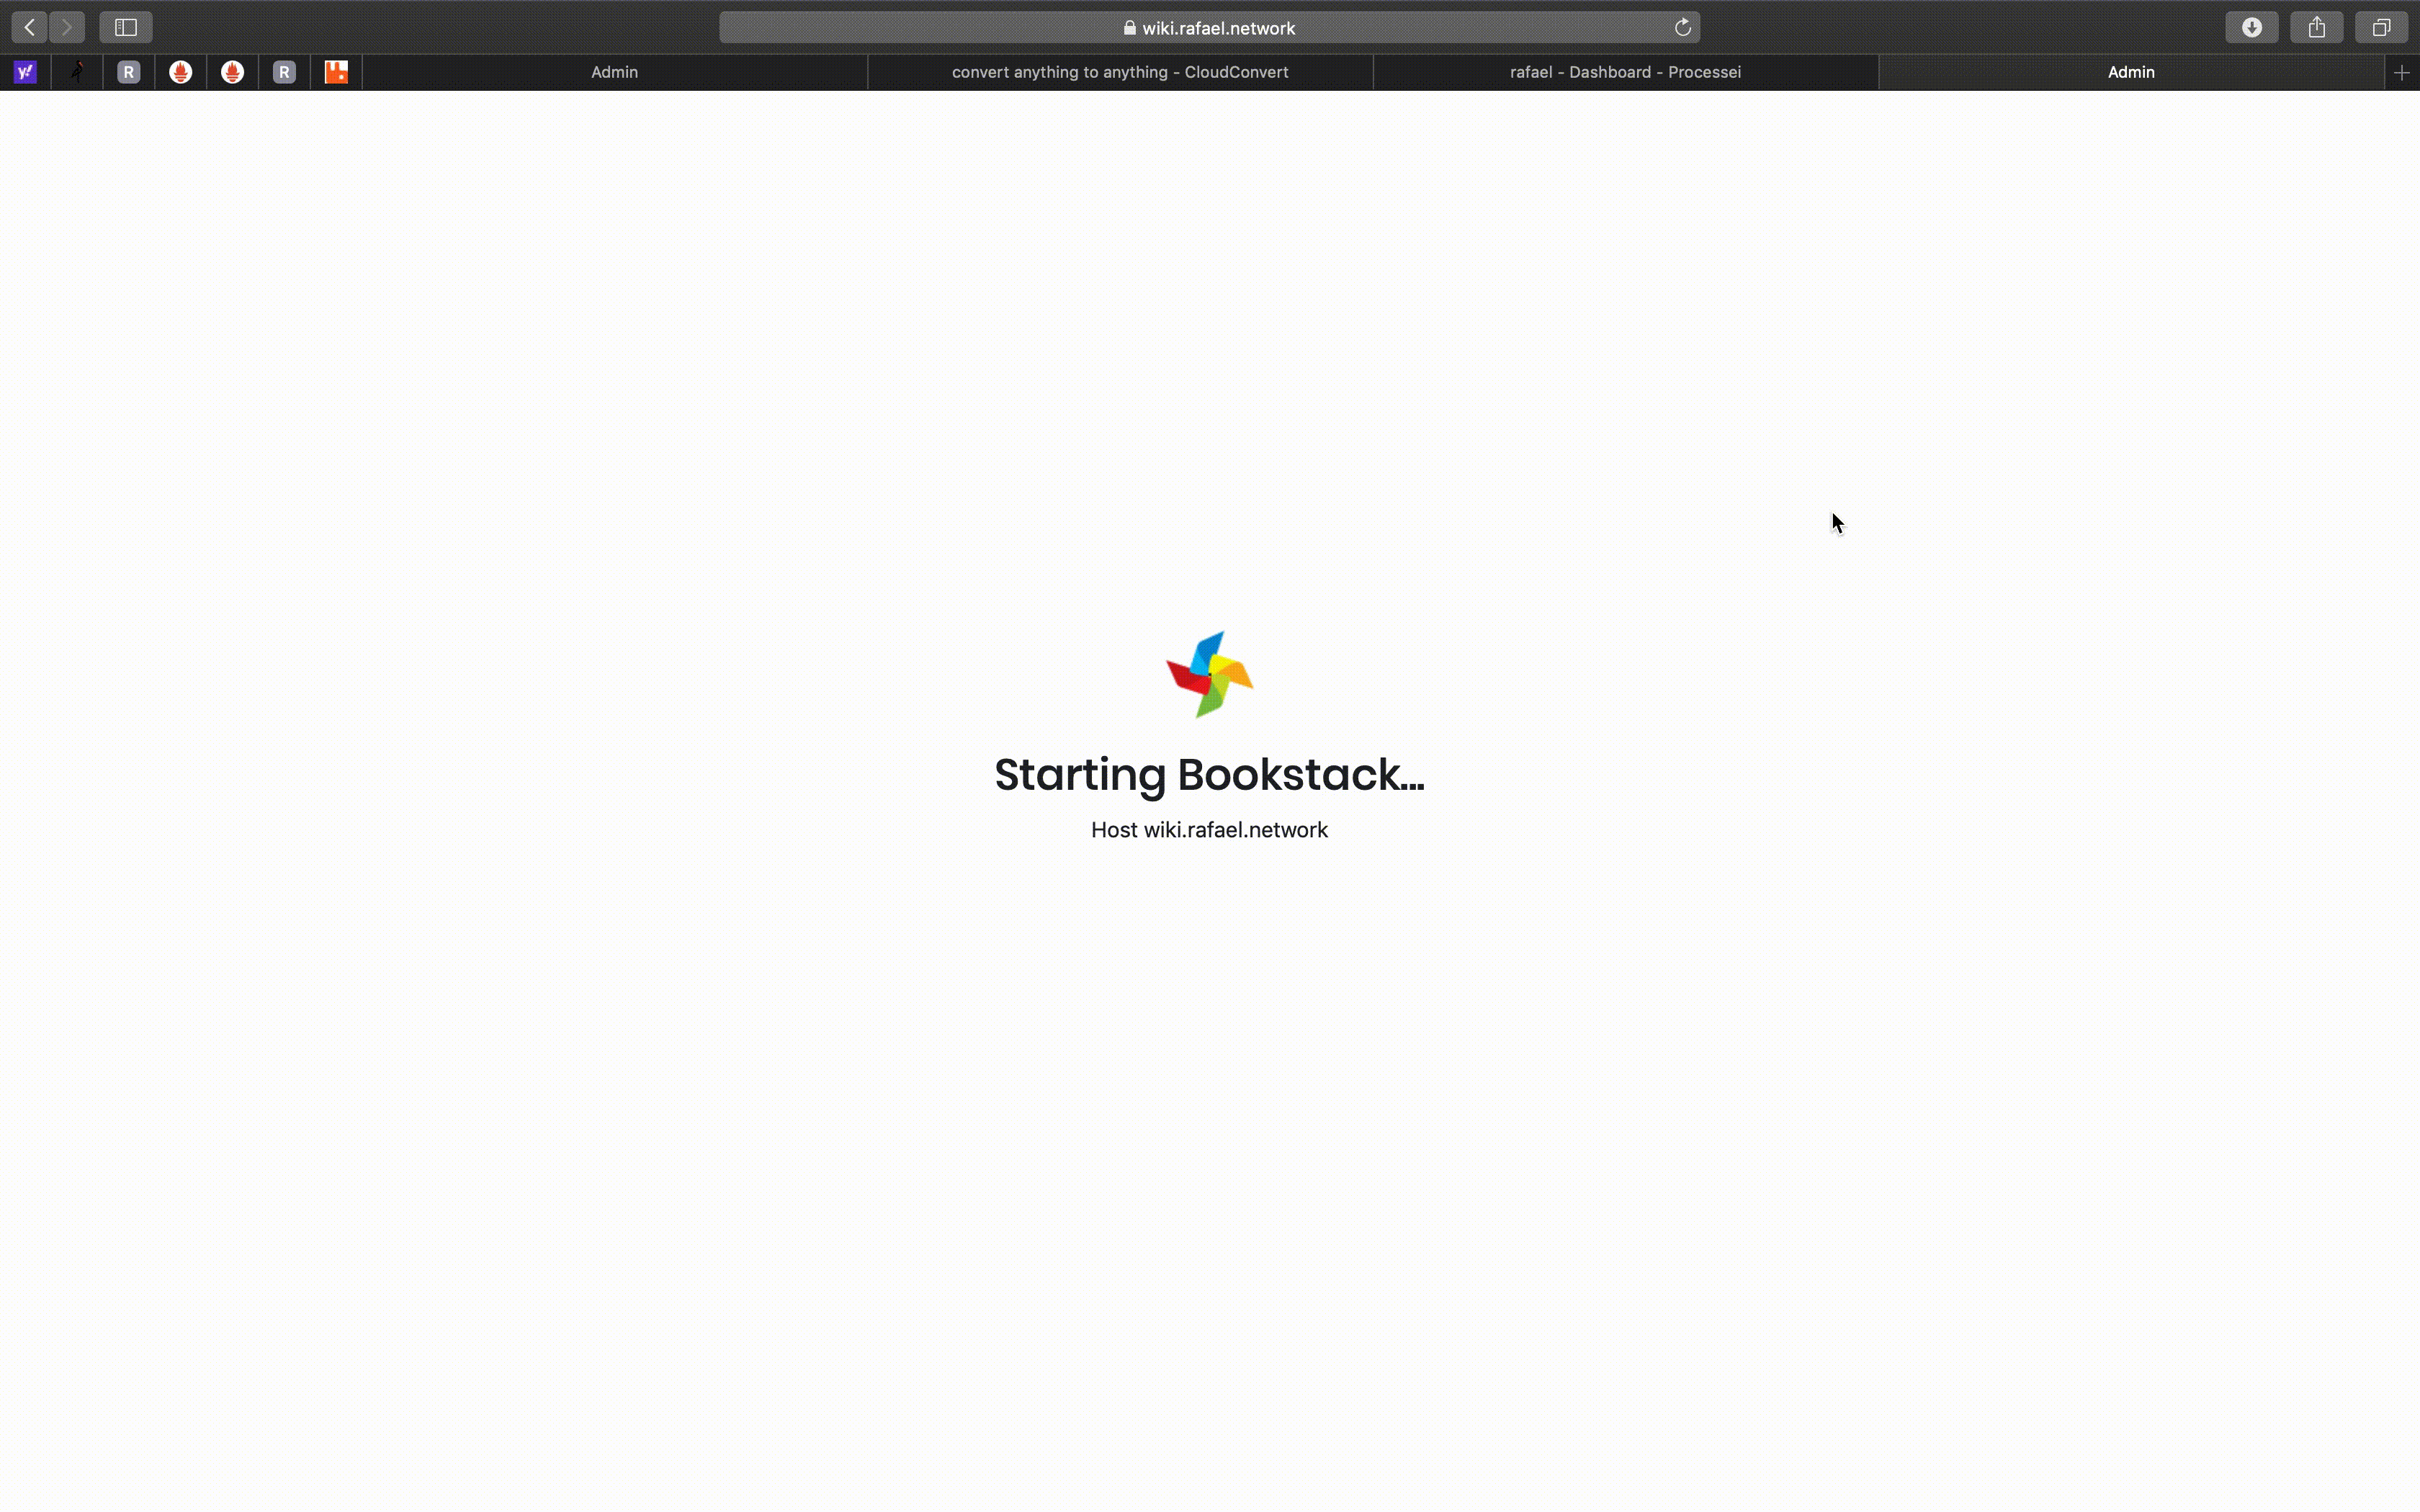 wiki.rafael.network
y!
R
R
Admin
convert anything to anything - CloudConvert
rafael - Dashboard - Processei
Admin
Starting Bookstack...
Host wiki.rafael.network